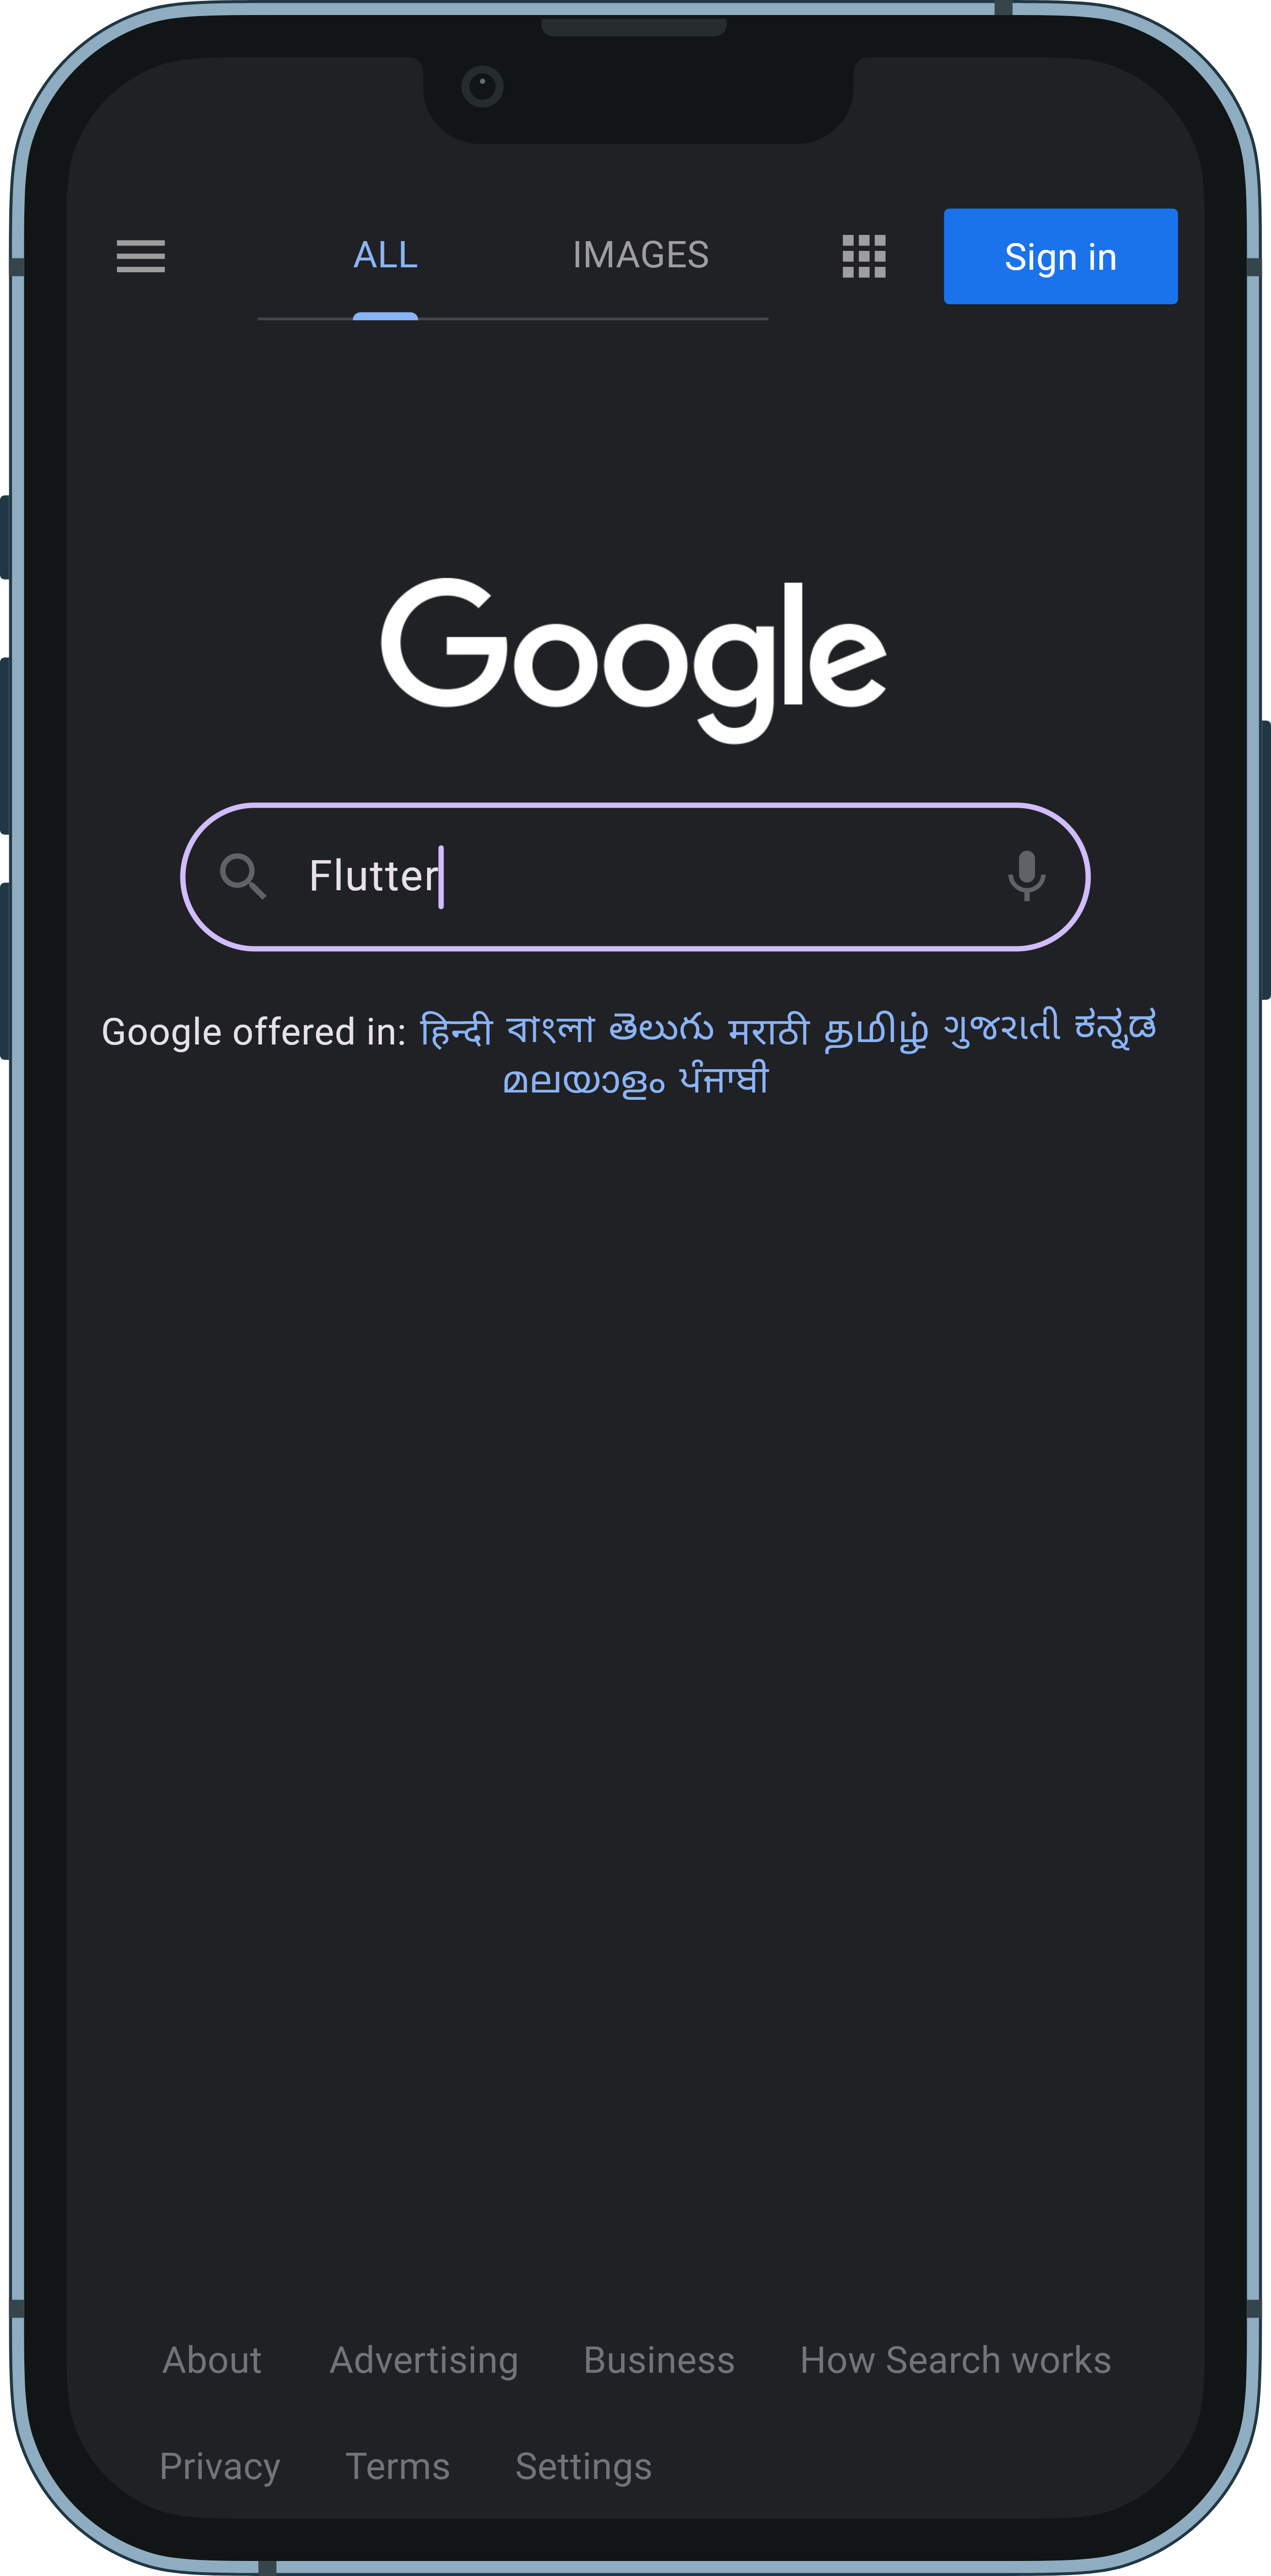 ALL IMAGES Sign in
Google
Flutter
Google offered in: हिन्दी বাংলা తెలుగు मराठी தமிழ் ગુજરાતી ಕನ್ನಡ
മലയാളം ਪੰਜਾਬੀ
About Advertising Business How Search works
Privacy Terms Settings